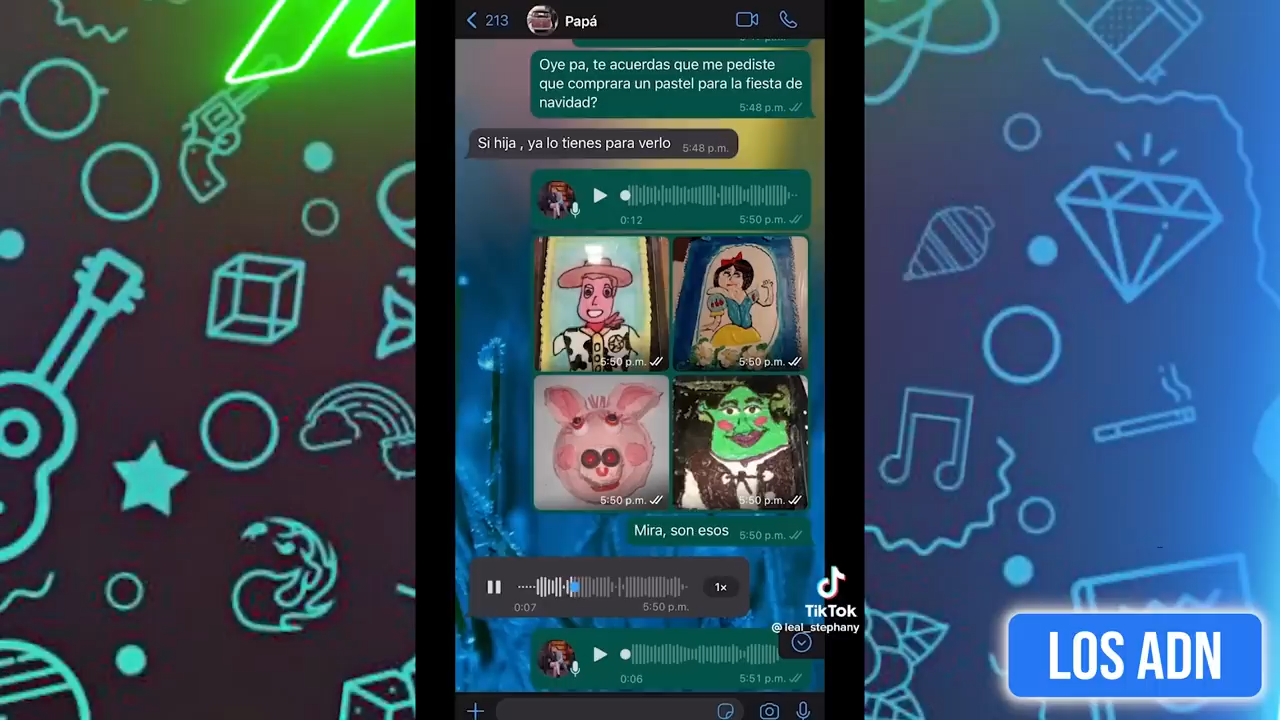 213
Papá
Oye pa, te acuerdas que me pediste
que comprara un pastel para la fiesta de
navidad?
5:48 p.m.
Si hija , ya lo tienes para verlo
5:48 p.m.
0:12
5:50 p.m.
5:50 p.m.
5:50 p.m.
5:50 p.m.
5:50 p.m.
Mira, son esos
5:50 p.m.
1x
0:07
5:50 p.m.
TikTok
@leal_stephany
0:06
5:51 p.m.
LOS ADN